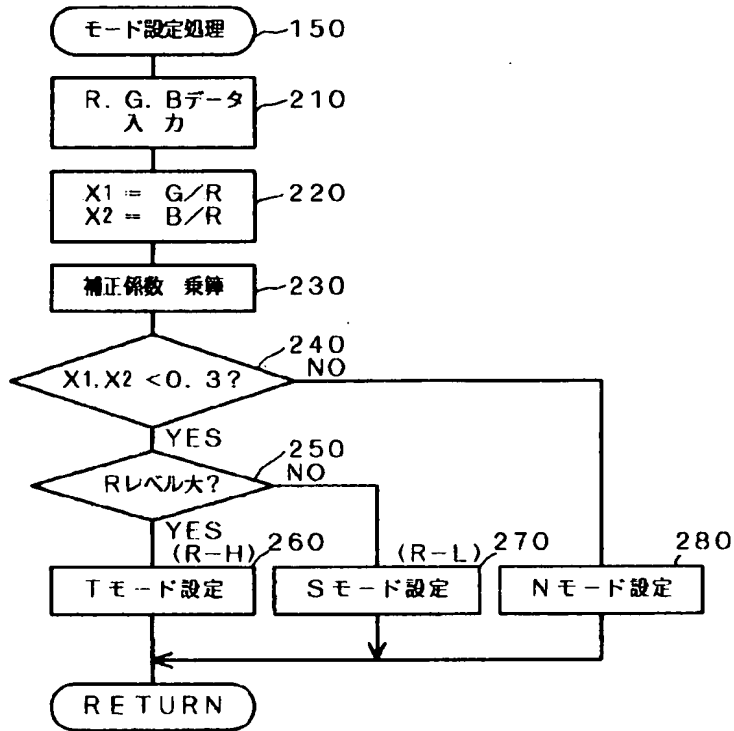 モード設定処理 150
R. G. Bデータ 210
入 力
X1 = G/R 220
X2 = B/R
補正係数 乗算 230
240
X1.X2 <0. 3? NO
YES
250
Rレベル大? NO
YES
(R-H) 260 (R-L) 270 280
Tモード設定 Sモード設定 Nモード設定
RETURN